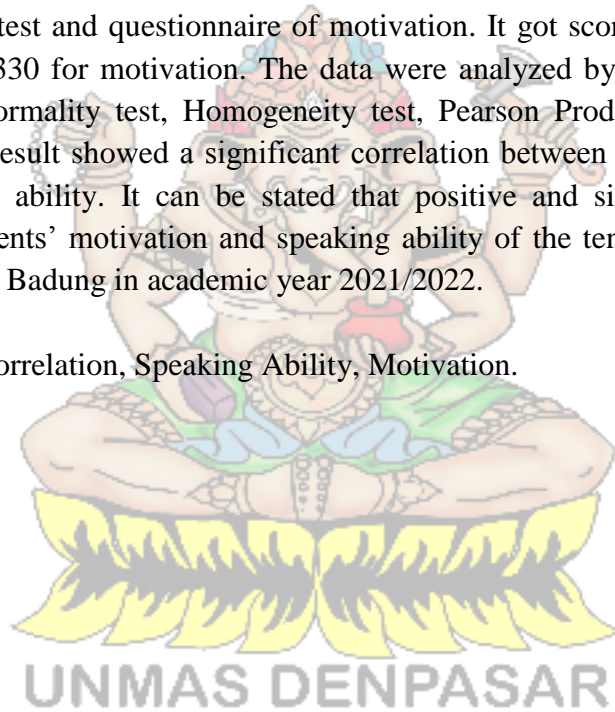 test and questionnaire of motivation. It got scor
330 for motivation. The data were analyzed by
ormality test, Homogeneity test, Pearson Prod
esult showed a significant correlation between
ability. It can be stated that positive and si
ents’ motivation and speaking ability of the ten
Badung in academic year 2021/2022.
orrelation, Speaking Ability, Motivation.
UNMAS DENPASAR